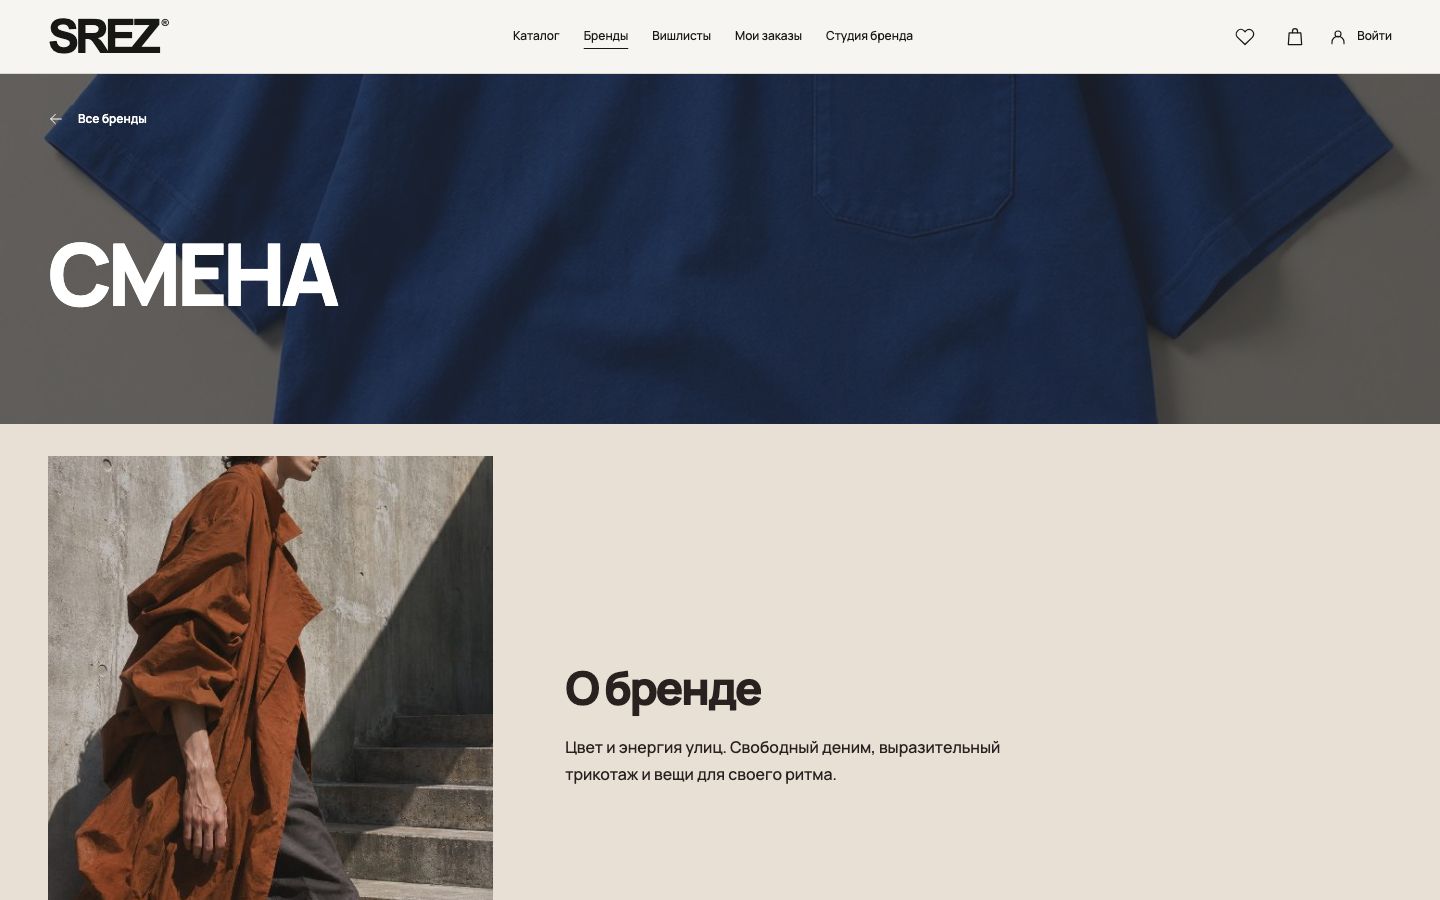 SREZ®
Каталог
Бренды
Вишлисты
Мои заказы
Студия бренда
Войти
Все бренды
СМЕНА
О бренде
Цвет и энергия улиц. Свободный деним, выразительный
трикотаж и вещи для своего ритма.